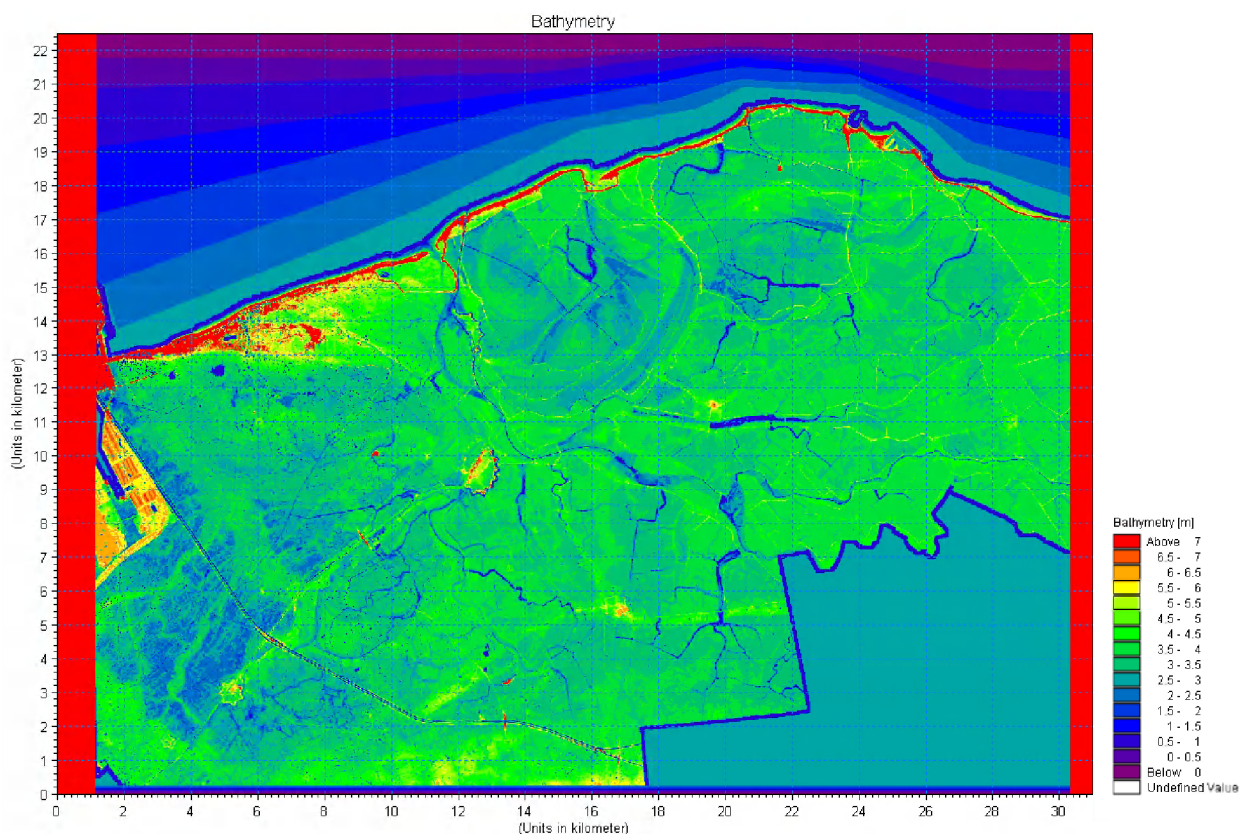 Bathymetry
22
21
20
19
18
17
16
15
14
13
12
11
10
9
8
7
6
5
4
3
2
1
0
(Units in kilometer)
0 2 4 6 8 10 12 14 16 18 20 22 24 26 28 30
(Units in kilometer)
Bathymetry [m]
Above 7
6.5 - 7
6 - 6.5
5.5 - 6
5 - 5.5
4.5 - 5
4 - 4.5
3.5 - 4
3 - 3.5
2.5 - 3
2 - 2.5
1.5 - 2
1 - 1.5
0.5 - 1
0 - 0.5
Below 0
Undefined Value